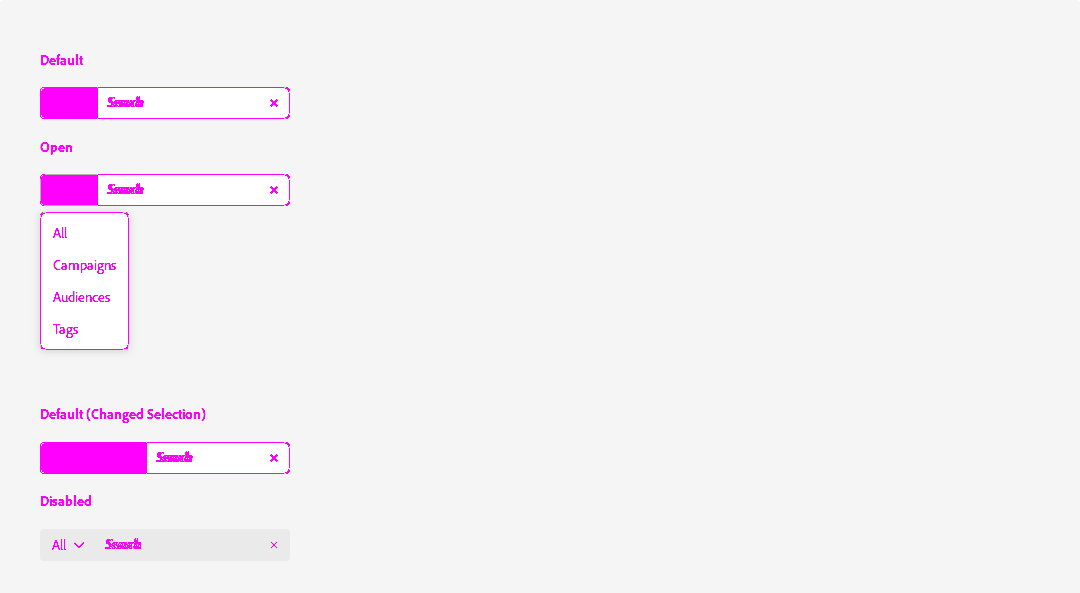 Default
Search
Open
Search
All
Campaigns
Audiences
Tags
Default (Changed Selection)
Search
Disabled
All Search